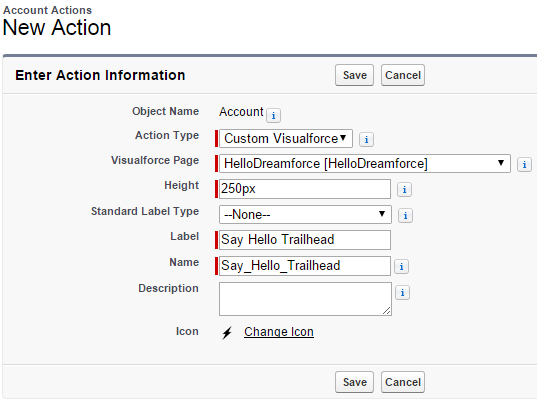 Account Actions
New Action
Enter Action Information
Save Cancel
Object Name Account i
Action Type Custom Visualforce i
Visualforce Page HelloDreamforce [HelloDreamforce] i
Height 250px i
Standard Label Type --None-- i
Label Say Hello Trailhead
Name Say_Hello_Trailhead i
Description i
Icon Change Icon
Save Cancel